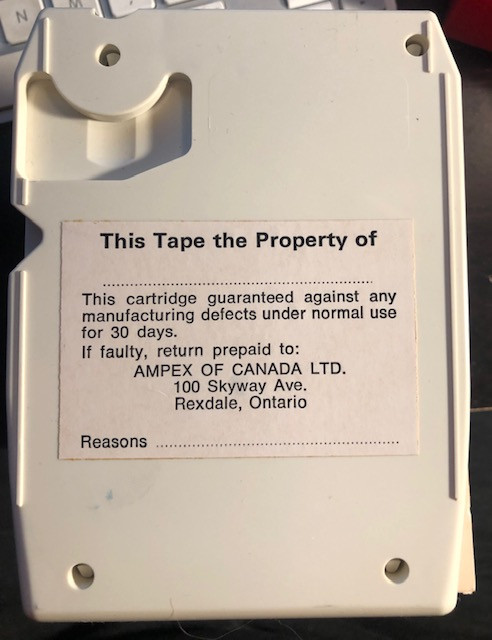 N
M
This Tape the Property of
................................................................
This cartridge guaranteed against any
manufacturing defects under normal use
for 30 days.
If faulty, return prepaid to:
AMPEX OF CANADA LTD.
100 Skyway Ave.
Rexdale, Ontario
Reasons ..........................................................